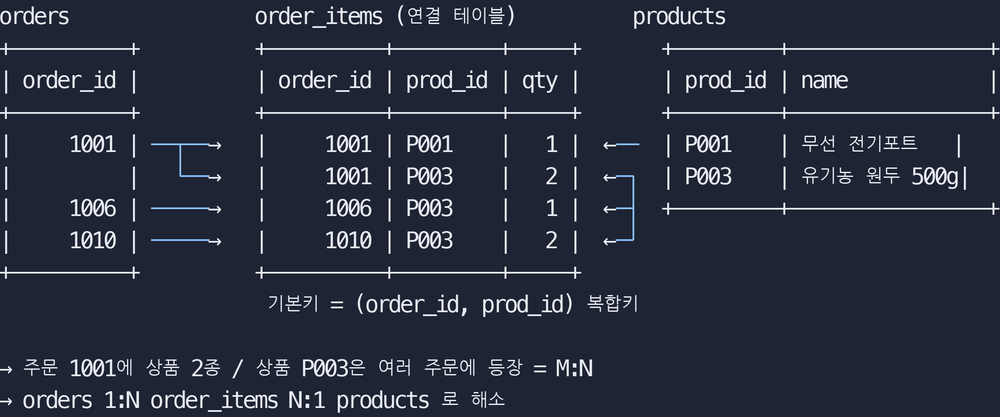 orders order_items (연결 테이블) products
| order_id | | order_id | prod_id | qty | | prod_id | name |
| 1001 | → | 1001 | P001 | 1 | ← | P001 | 무선 전기포트 |
| | → | 1001 | P003 | 2 | ← | P003 | 유기농 원두 500g|
| 1006 | → | 1006 | P003 | 1 | ←
| 1010 | → | 1010 | P003 | 2 | ←
기본키 = (order_id, prod_id) 복합키
→ 주문 1001에 상품 2종 / 상품 P003은 여러 주문에 등장 = M:N
→ orders 1:N order_items N:1 products 로 해소